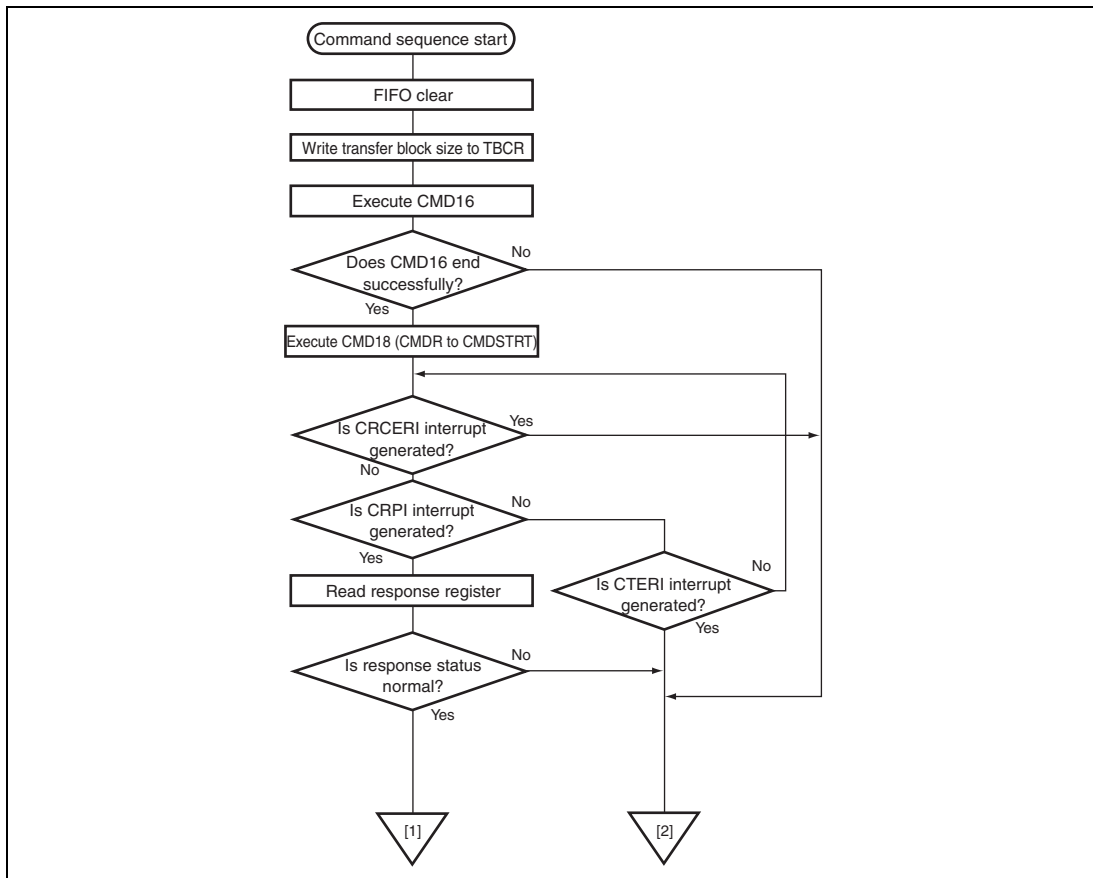 Command sequence start
FIFO clear
Write transfer block size to TBCR
Execute CMD16
Does CMD16 end
successfully?
No
Yes
Execute CMD18 (CMDR to CMDSTRT)
Is CRCERI interrupt
generated?
Yes
No
Is CRPI interrupt
generated?
No
Yes
Is CTERI interrupt
generated?
No
Yes
Read response register
Is response status
normal?
No
Yes
[1]
[2]